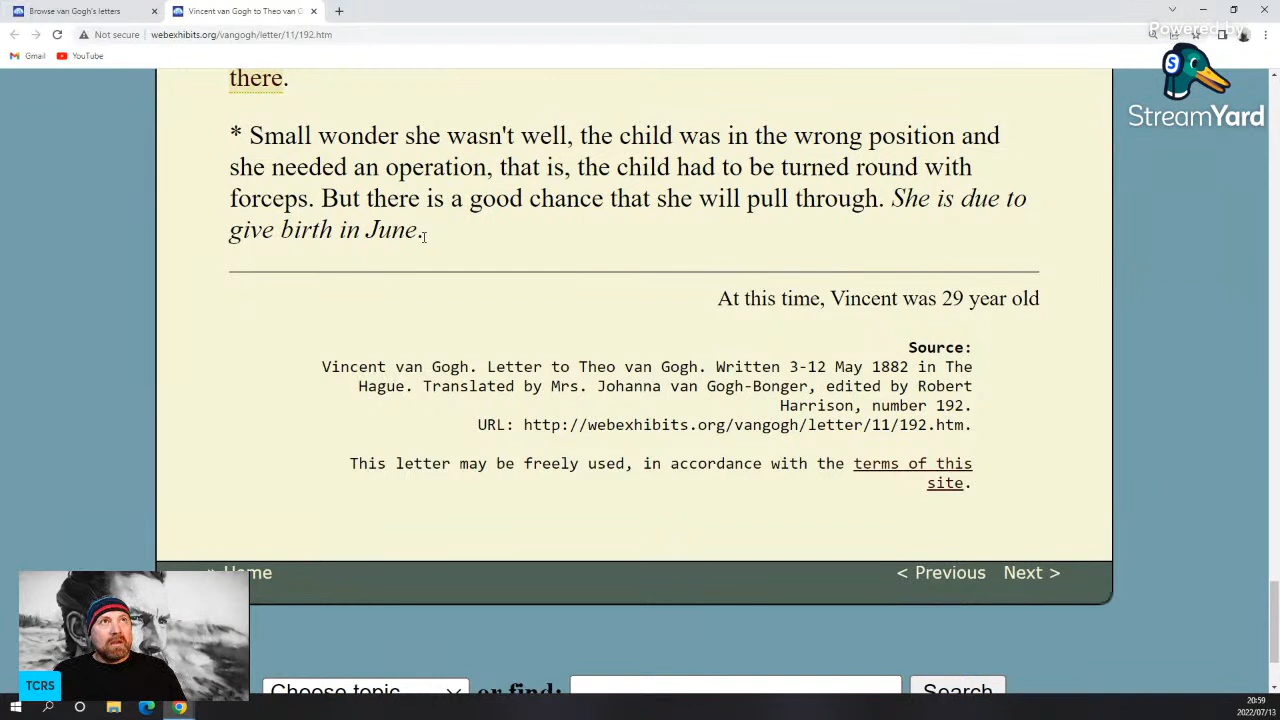 Browse van Gogh's letters
Vincent van Gogh to Theo van G
Not secure
webexhibits.org/vangogh/letter/11/192.htm
Powered by
Gmail
YouTube
StreamYard
there.
* Small wonder she wasn't well, the child was in the wrong position and
she needed an operation, that is, the child had to be turned round with
forceps. But there is a good chance that she will pull through. She is due to
give birth in June.
At this time, Vincent was 29 year old
Source:
Vincent van Gogh. Letter to Theo van Gogh. Written 3-12 May 1882 in The
Hague. Translated by Mrs. Johanna van Gogh-Bonger, edited by Robert
Harrison, number 192.
URL: http://webexhibits.org/vangogh/letter/11/192.htm.
This letter may be freely used, in accordance with the terms of this
site.
Home
< Previous
Next >
TCRS
Choose topic
or find:
Search
20:59
2022/07/13